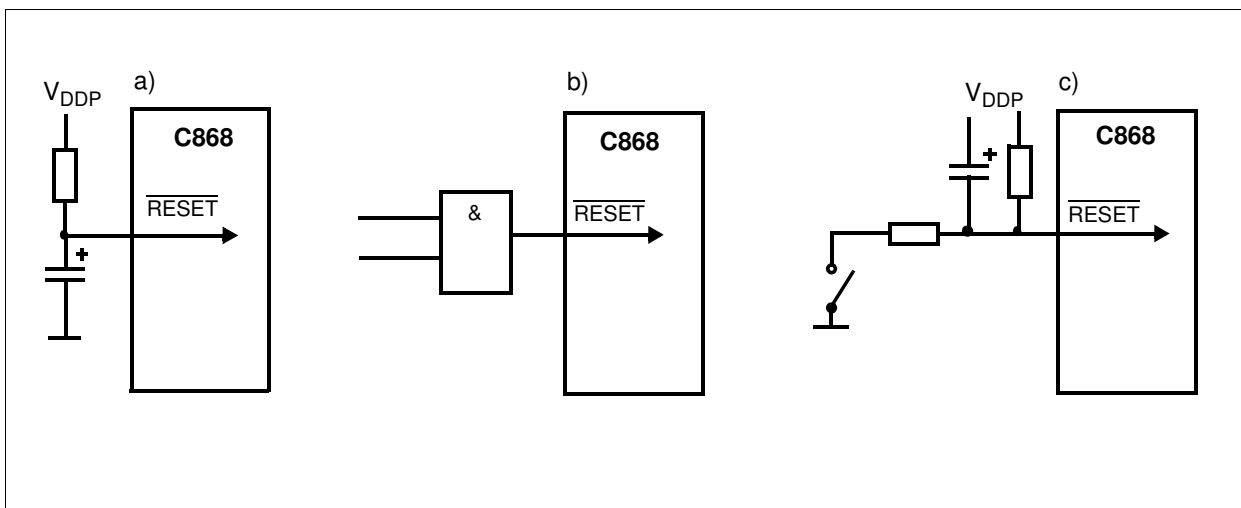 a)
V_DDP
C868
RESET
b)
C868
&
RESET
c)
V_DDP
C868
RESET